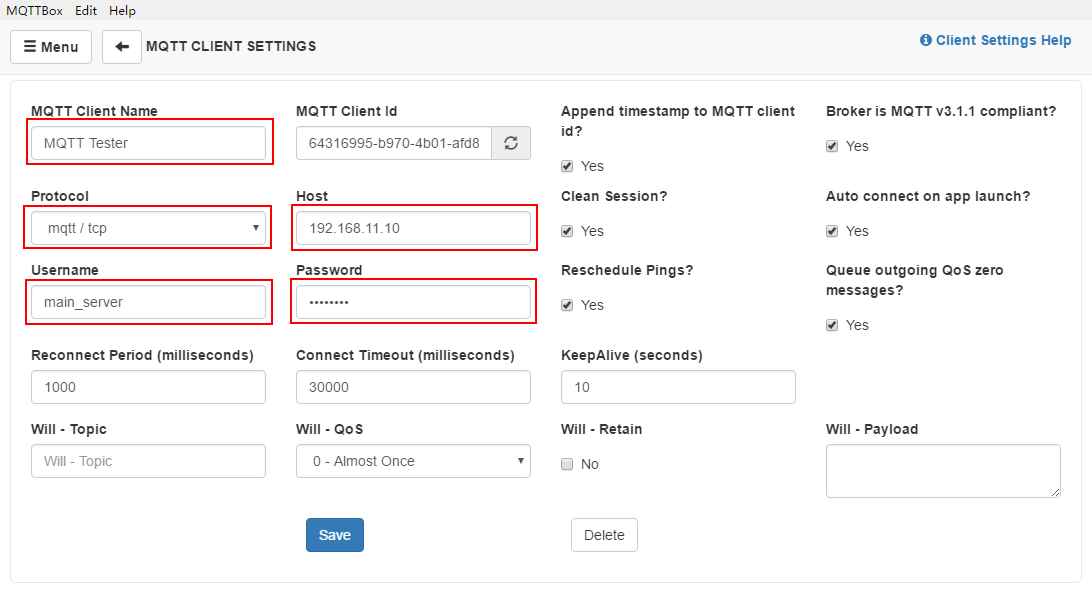 MQTTBox Edit Help
Menu
MQTT CLIENT SETTINGS
Client Settings Help
MQTT Client Name
MQTT Tester
MQTT Client Id
64316995-b970-4b01-afd8
Append timestamp to MQTT client
id?
Yes
Broker is MQTT v3.1.1 compliant?
Yes
Protocol
mqtt / tcp
Host
192.168.11.10
Clean Session?
Yes
Auto connect on app launch?
Yes
Username
main_server
Password
••••••••
Reschedule Pings?
Yes
Queue outgoing QoS zero
messages?
Yes
Reconnect Period (milliseconds)
1000
Connect Timeout (milliseconds)
30000
KeepAlive (seconds)
10
Will - Topic
Will - Topic
Will - QoS
0 - Almost Once
Will - Retain
No
Will - Payload
Save
Delete